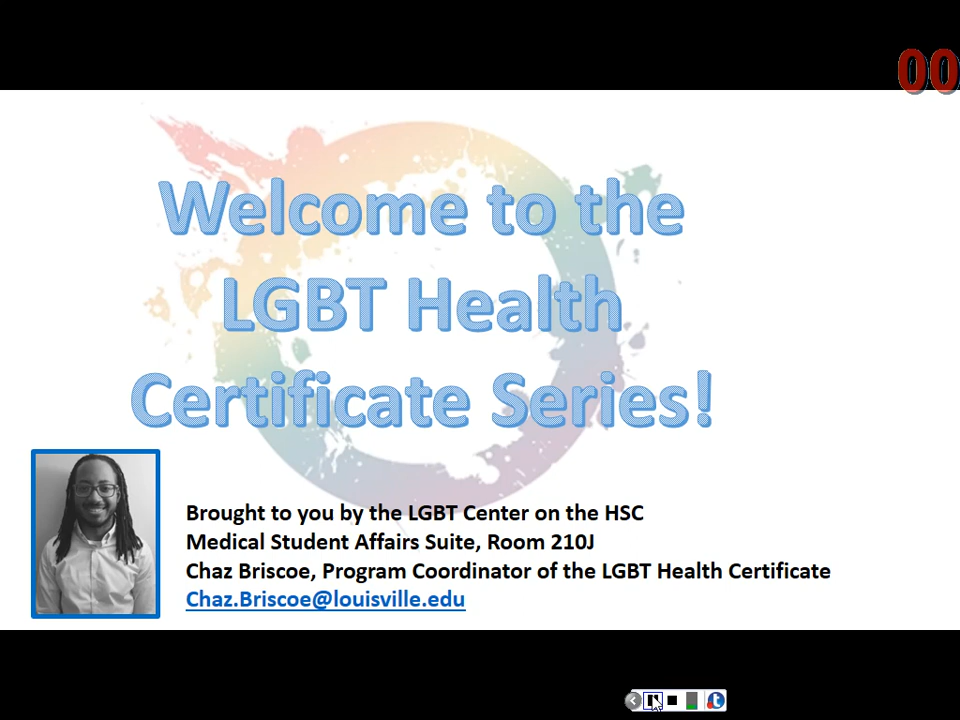 00
Welcome to the
LGBT Health
Certificate Series!
Brought to you by the LGBT Center on the HSC
Medical Student Affairs Suite, Room 210J
Chaz Briscoe, Program Coordinator of the LGBT Health Certificate
Chaz.Briscoe@louisville.edu